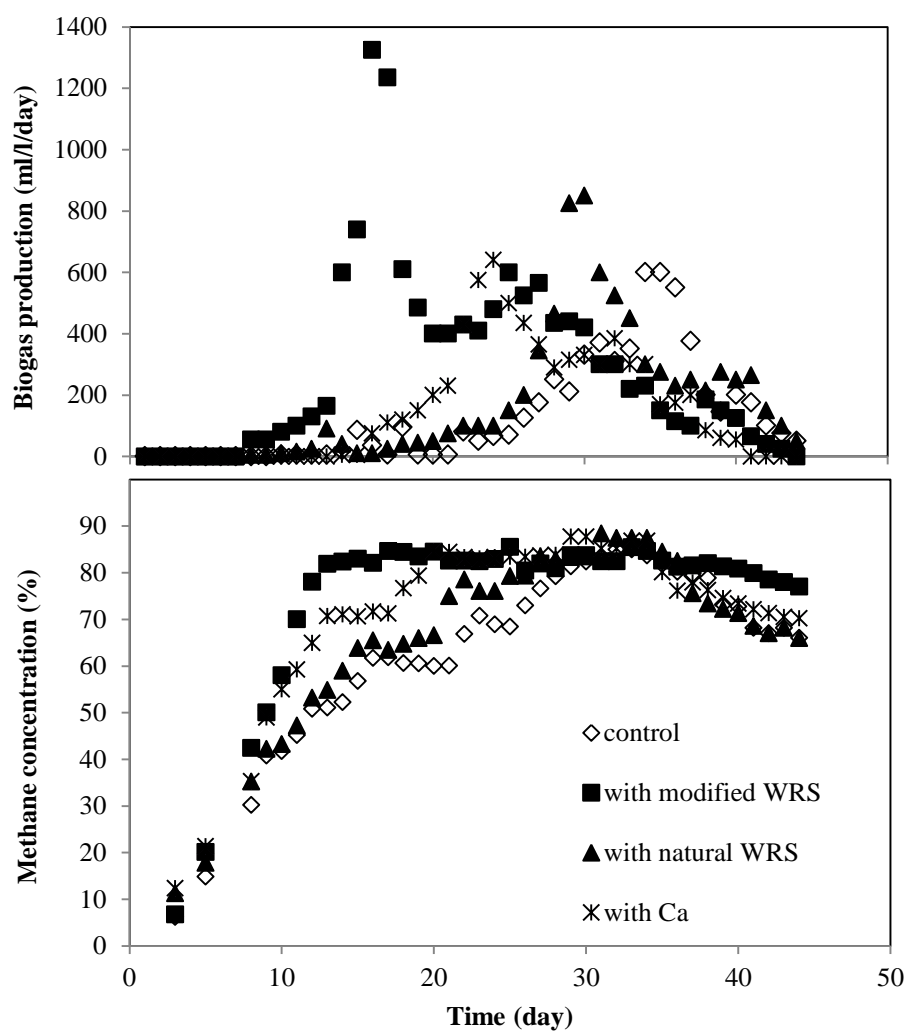 Biogas production (ml/l/day)
1400
1200
1000
800
600
400
200
0
Methane concentration (%)
90
80
70
60
50
40
30
20
10
0
control
with modified WRS
with natural WRS
with Ca
0 10 20 30 40 50
Time (day)